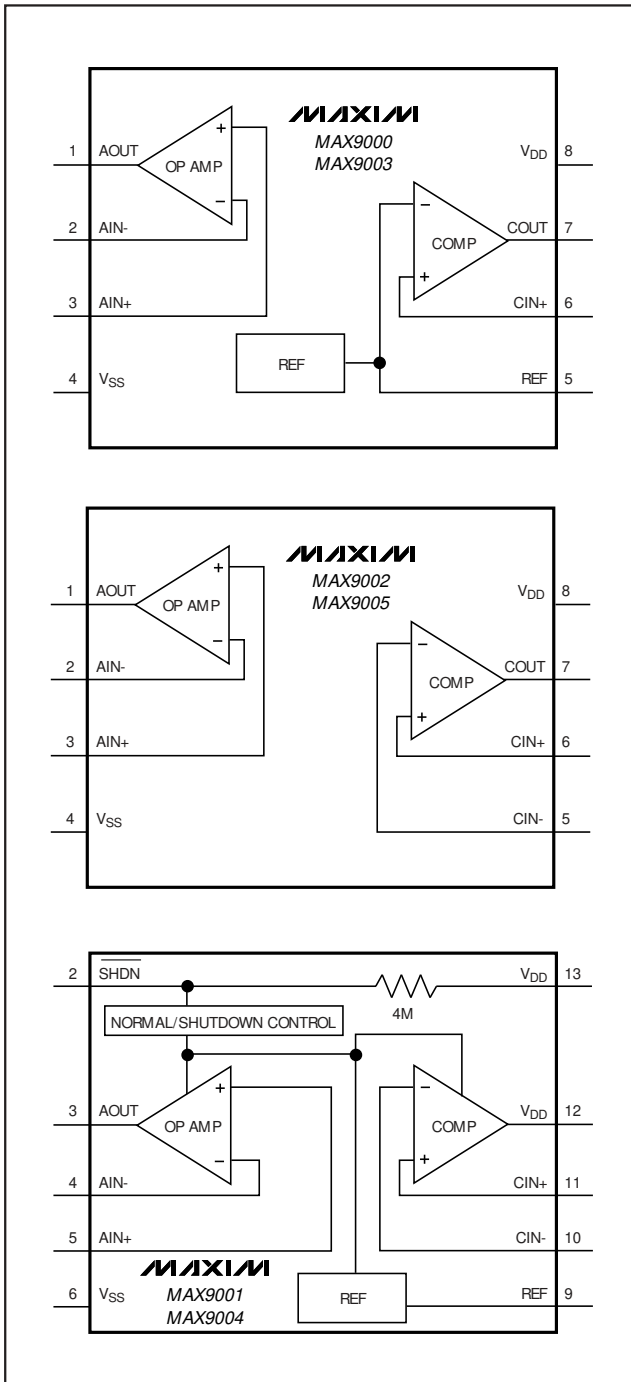 MAXIM
MAX9000
MAX9003
1 AOUT
OP AMP
+
−
2 AIN-
3 AIN+
4 VSS
VDD 8
−
COMP
+
COUT 7
CIN+ 6
REF
REF 5
MAXIM
MAX9002
MAX9005
1 AOUT
OP AMP
+
−
2 AIN-
3 AIN+
4 VSS
VDD 8
−
COMP
+
COUT 7
CIN+ 6
CIN- 5
2 SHDN
VDD 13
4M
NORMAL/SHUTDOWN CONTROL
3 AOUT
OP AMP
+
−
4 AIN-
5 AIN+
6 VSS
−
COMP
+
VDD 12
CIN+ 11
CIN- 10
MAXIM
MAX9001
MAX9004
REF
REF 9